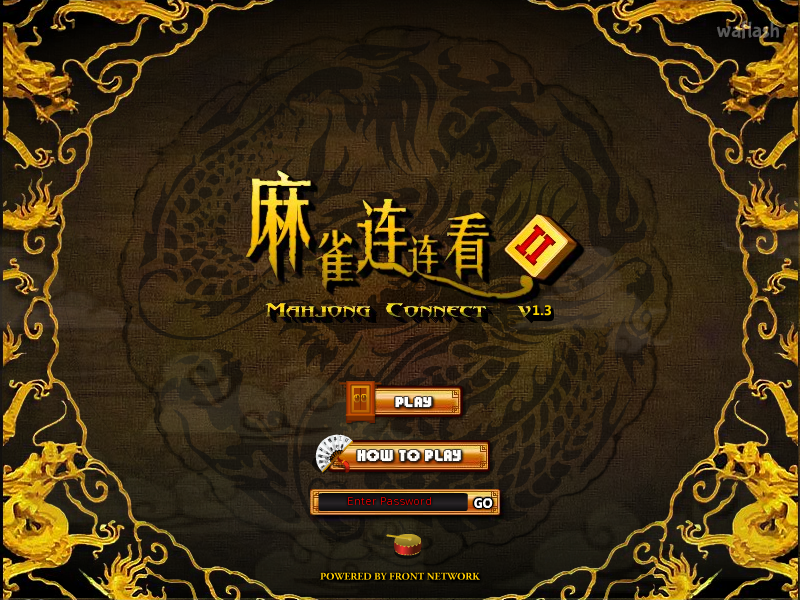 waflash
麻雀连连看 II
Mahjong Connect v1.3
PLAY
HOW TO PLAY
Enter Password GO
POWERED BY FRONT NETWORK